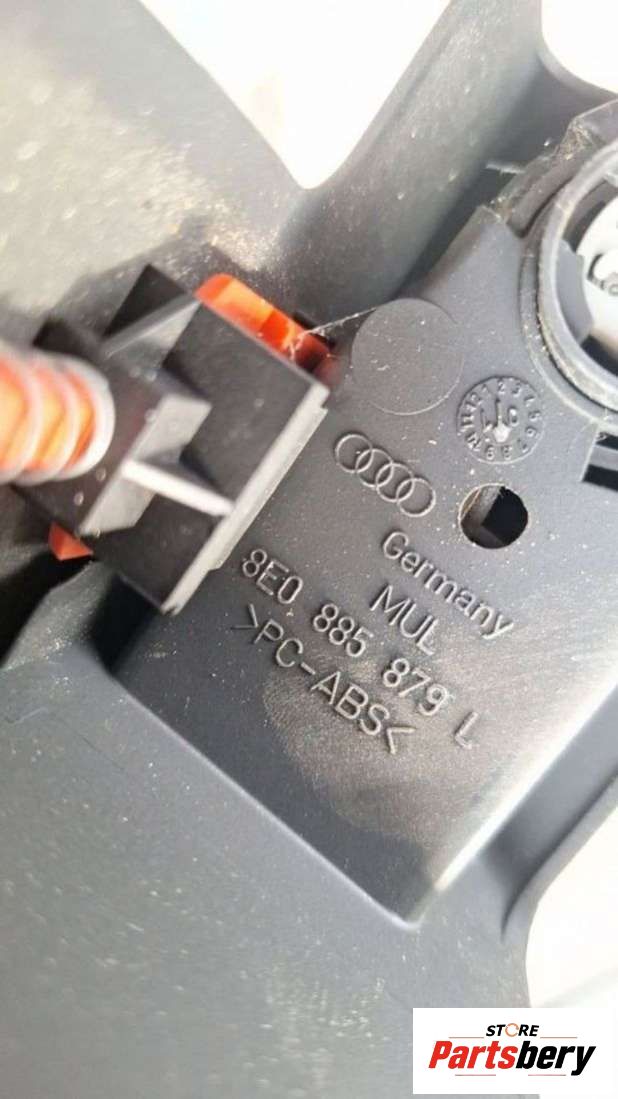 Germany
MUL
8E0 885 879 L
>PC-ABS<
STORE
Partsbery